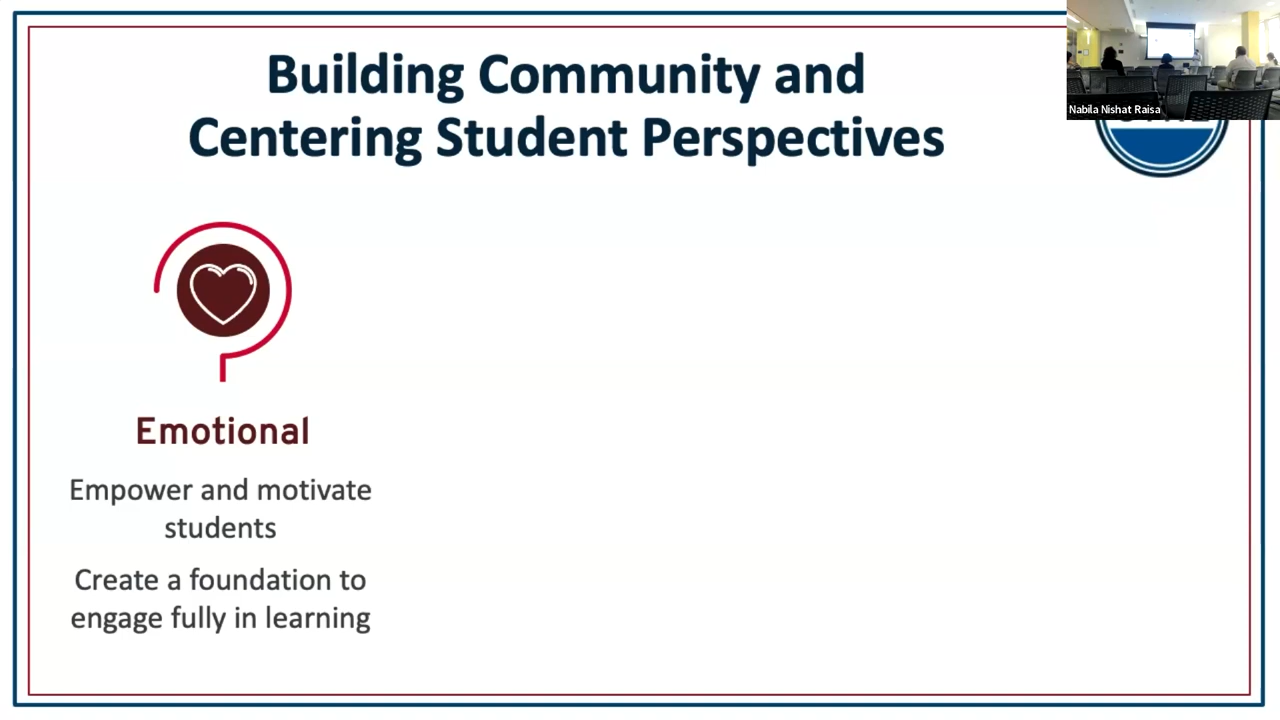 Building Community and
Centering Student Perspectives
Nabila Nishat Raisa
Emotional
Empower and motivate
students
Create a foundation to
engage fully in learning